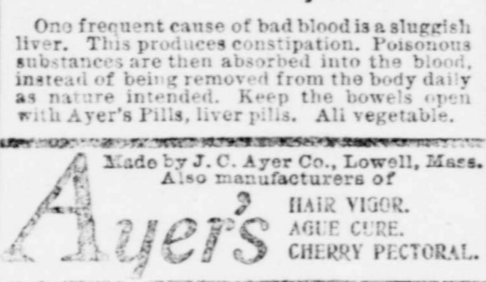 One frequent cause of bad blood is a sluggish
liver. This produces constipation. Poisonous
substances are then absorbed into the blood,
instead of being removed from the body daily
as nature intended. Keep the bowels open
with Ayer's Pills, liver pills. All vegetable.
Made by J. C. Ayer Co., Lowell, Mass.
Also manufacturers of
Ayer's
HAIR VIGOR.
AGUE CURE.
CHERRY PECTORAL.